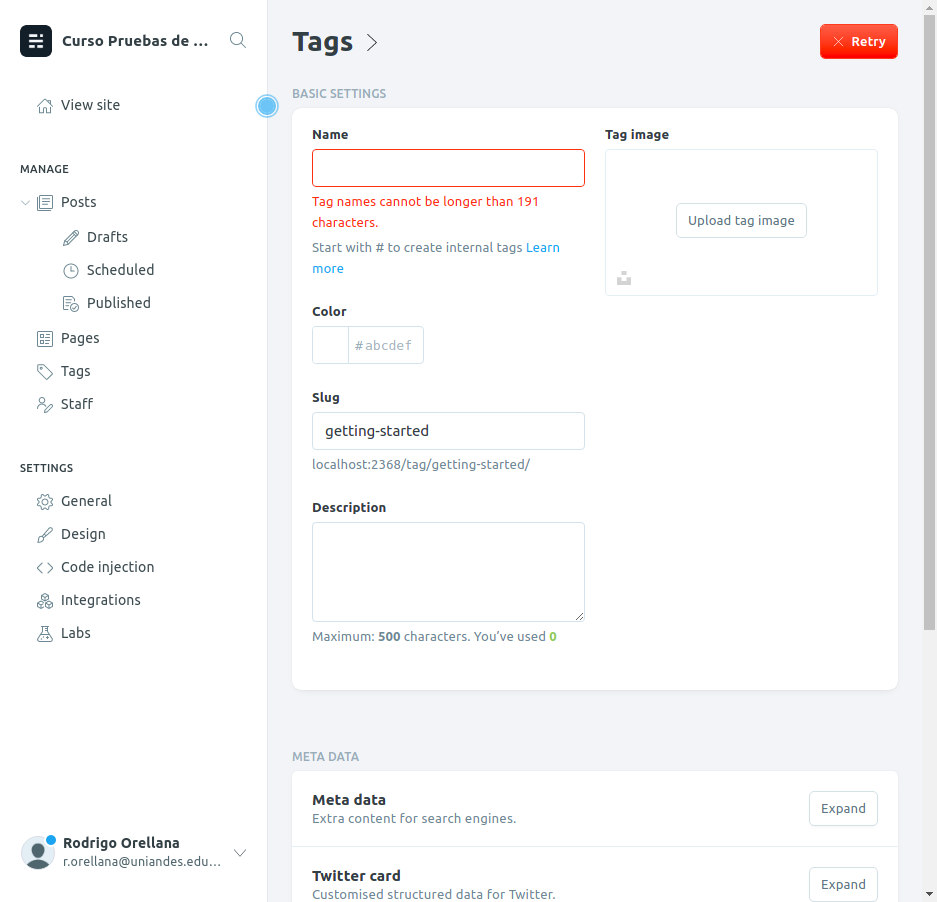 Curso Pruebas de ...
View site
MANAGE
Posts
Drafts
Scheduled
Published
Pages
Tags
Staff
SETTINGS
General
Design
Code injection
Integrations
Labs
Rodrigo Orellana
r.orellana@uniandes.edu...
Tags
Retry
BASIC SETTINGS
Name
Tag names cannot be longer than 191
characters.
Start with # to create internal tags Learn
more
Color
#abcdef
Slug
getting-started
localhost:2368/tag/getting-started/
Description
Maximum: 500 characters. You’ve used 0
Tag image
Upload tag image
META DATA
Meta data
Extra content for search engines.
Expand
Twitter card
Customised structured data for Twitter.
Expand